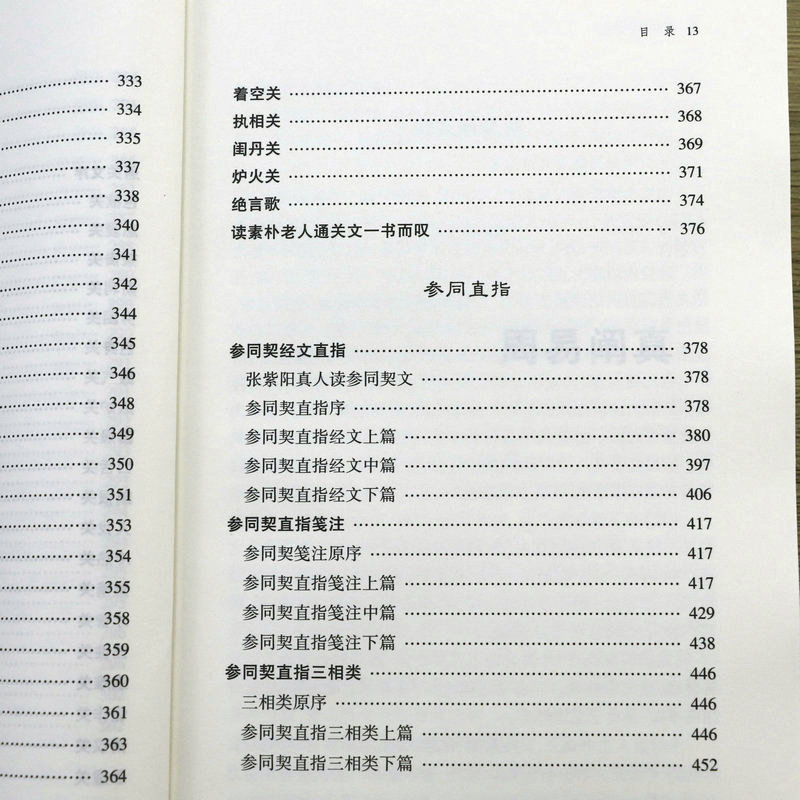 333
334
335
337
338
340
341
342
344
345
346
348
349
350
351
353
354
355
358
359
360
361
363
364
目 录 13
着空关 367
执相关 368
闺丹关 369
炉火关 371
绝言歌 374
读素朴老人通关文一书而叹 376
参同直指
参同契经文直指 378
张紫阳真人读参同契文 378
参同契直指序 378
参同契直指经文上篇 380
参同契直指经文中篇 397
参同契直指经文下篇 406
参同契直指笺注 417
参同契笺注原序 417
参同契直指笺注上篇 417
参同契直指笺注中篇 429
参同契直指笺注下篇 438
参同契直指三相类 446
三相类原序 446
参同契直指三相类上篇 446
参同契直指三相类下篇 452